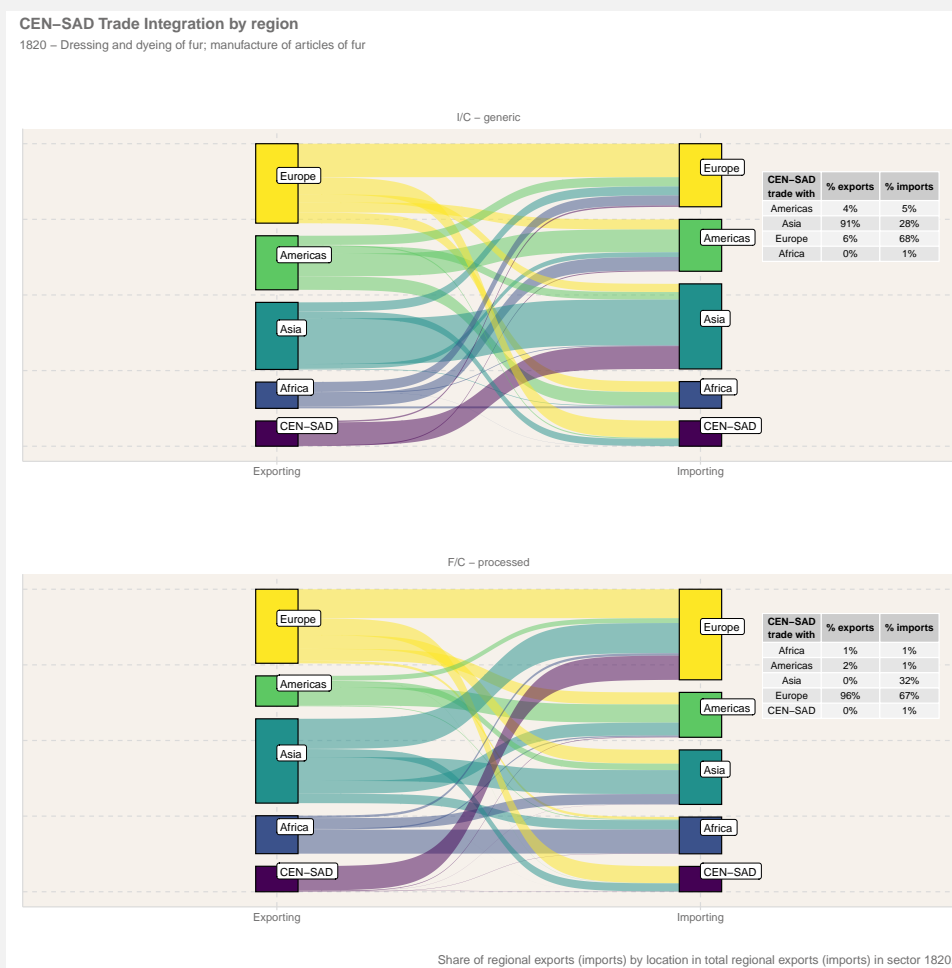 CEN−SAD Trade Integration by region
1820 − Dressing and dyeing of fur; manufacture of articles of fur
I/C − generic
Europe
Americas
Asia
Africa
CEN−SAD
Europe
Americas
Asia
Africa
CEN−SAD
CEN−SAD trade with % exports % imports
Americas 4% 5%
Asia 91% 28%
Europe 6% 68%
Africa 0% 1%
Exporting
Importing
F/C − processed
Europe
Americas
Asia
Africa
CEN−SAD
Europe
Americas
Asia
Africa
CEN−SAD
CEN−SAD trade with % exports % imports
Africa 1% 1%
Americas 2% 1%
Asia 0% 32%
Europe 96% 67%
CEN−SAD 0% 1%
Exporting
Importing
Share of regional exports (imports) by location in total regional exports (imports) in sector 1820